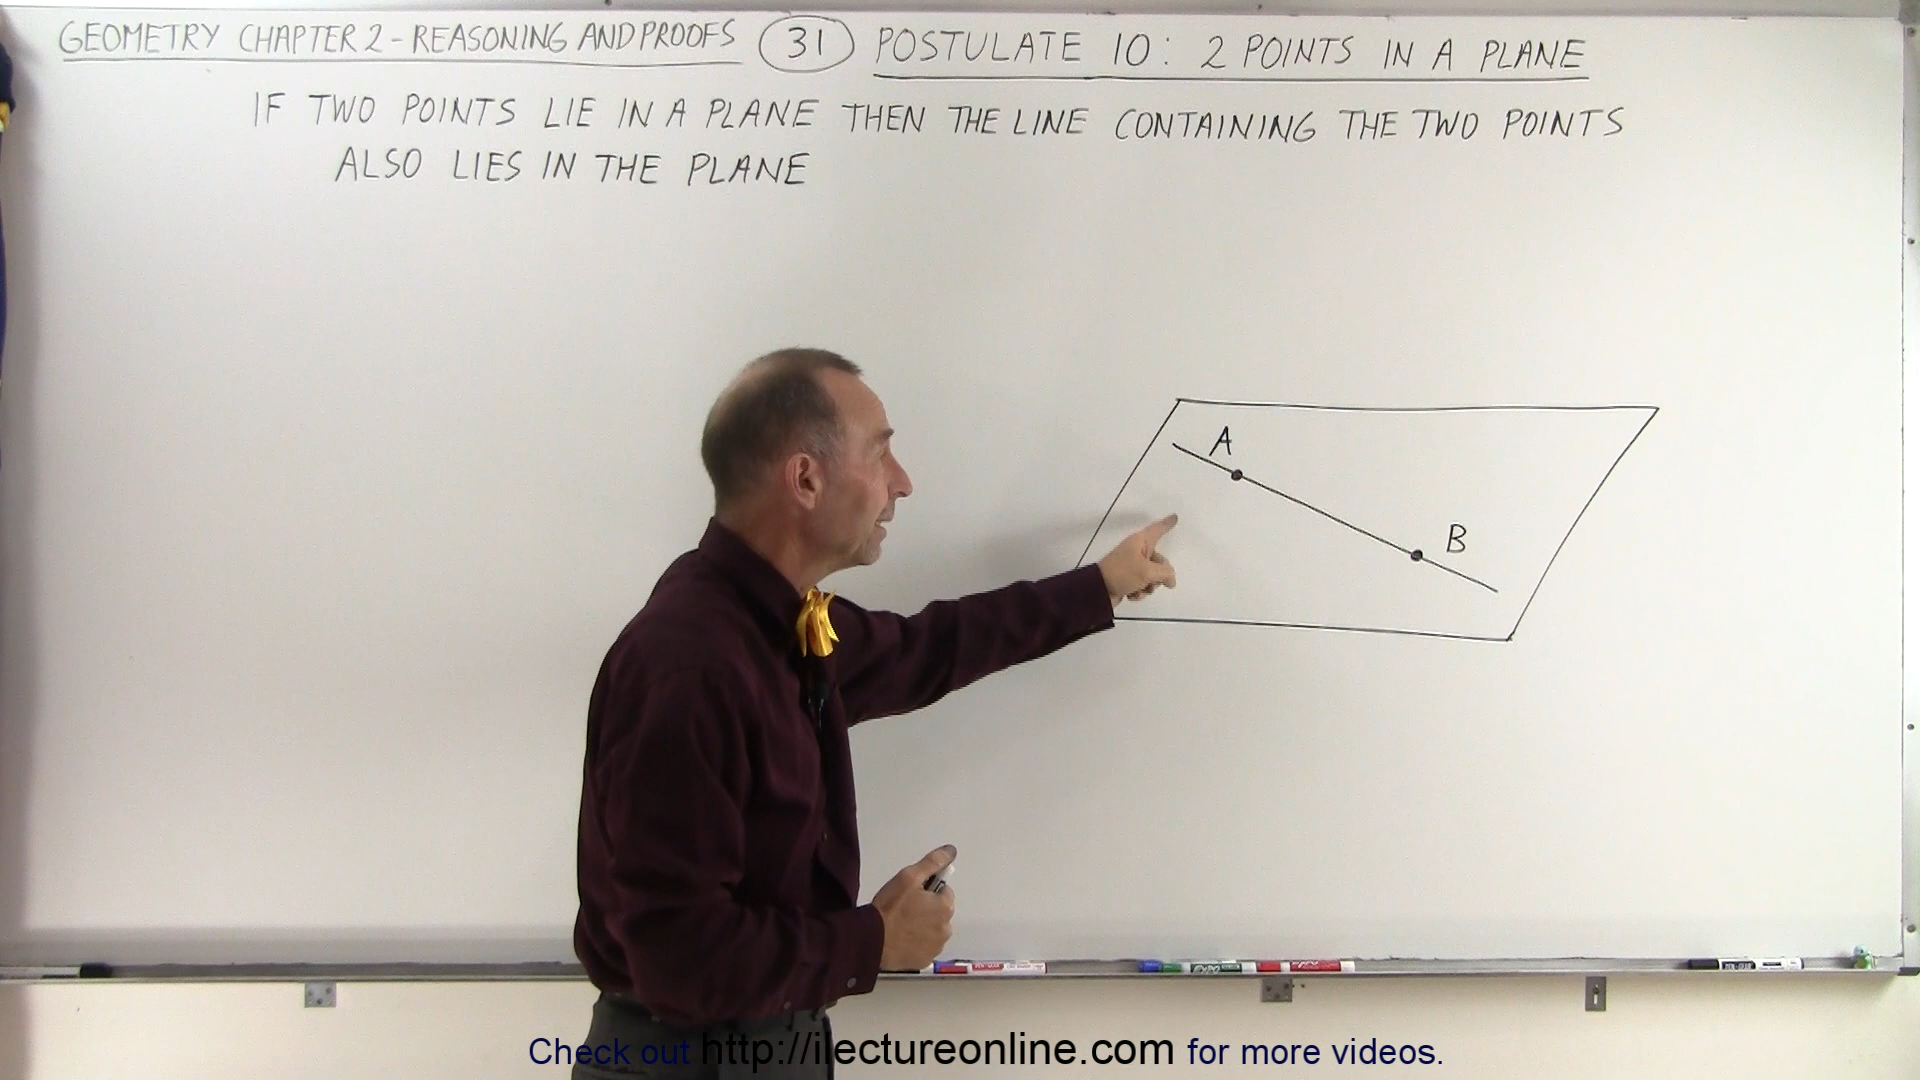 GEOMETRY CHAPTER 2 - REASONING AND PROOFS 31 POSTULATE 10: 2 POINTS IN A PLANE
IF TWO POINTS LIE IN A PLANE THEN THE LINE CONTAINING THE TWO POINTS
ALSO LIES IN THE PLANE
A
B
EXPO
Check out http://ilectureonline.com for more videos.